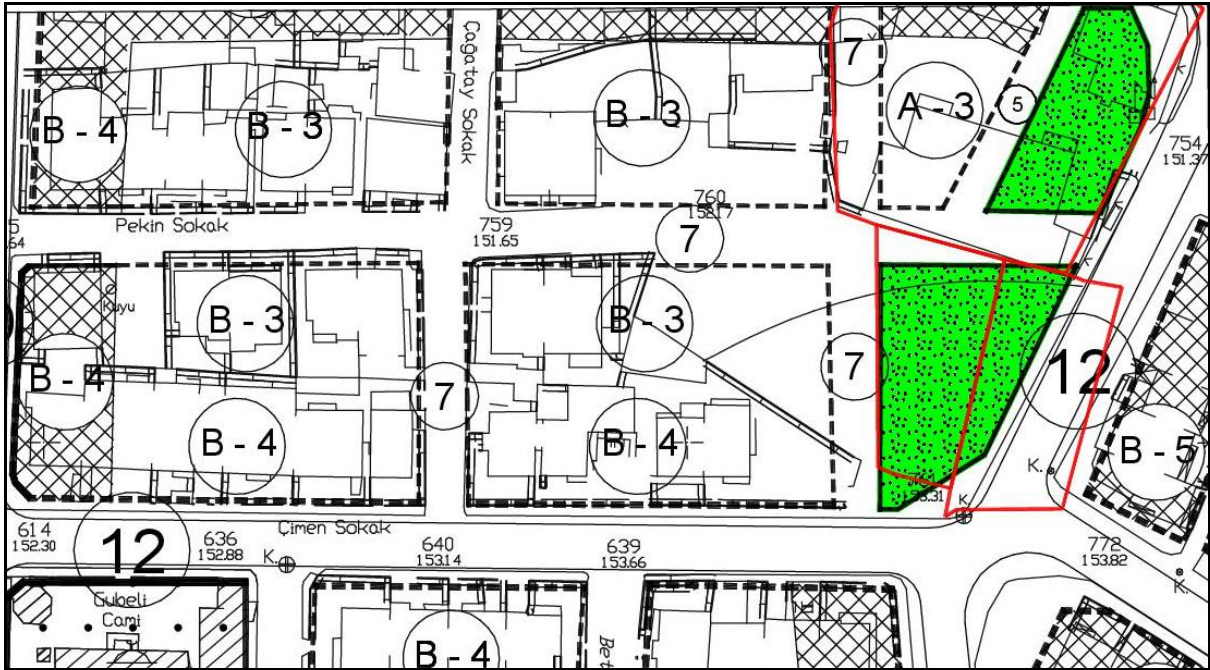 B - 4
B - 3
Çağatay Sokak
B - 3
7
A - 3
5
754
151.37
Pekin Sokak
64
759
151.65
760
152.17
7
Kuyu
B - 3
B - 3
B - 4
7
7
12
B - 4
B - 4
B - 5
K.
K.
614
152.30
12
636
152.88
K.
Çimen Sokak
640
153.14
639
153.66
772
153.82
K.
Gubeli
Cami
B - 4